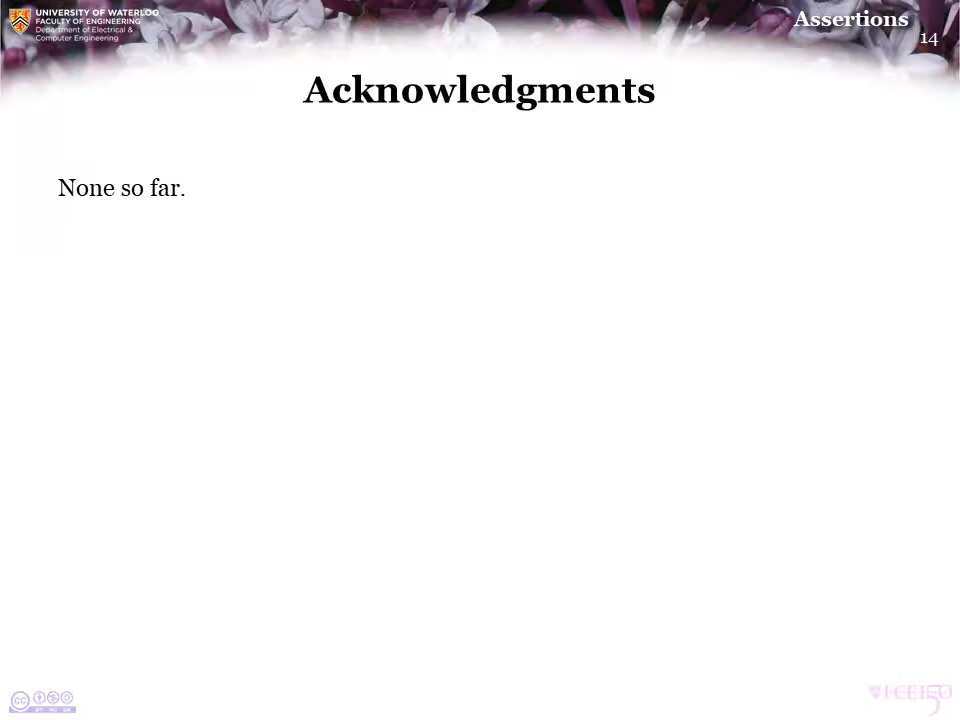 UNIVERSITY OF WATERLOO
FACULTY OF ENGINEERING
Department of Electrical &
Computer Engineering
Assertions
14
Acknowledgments
None so far.